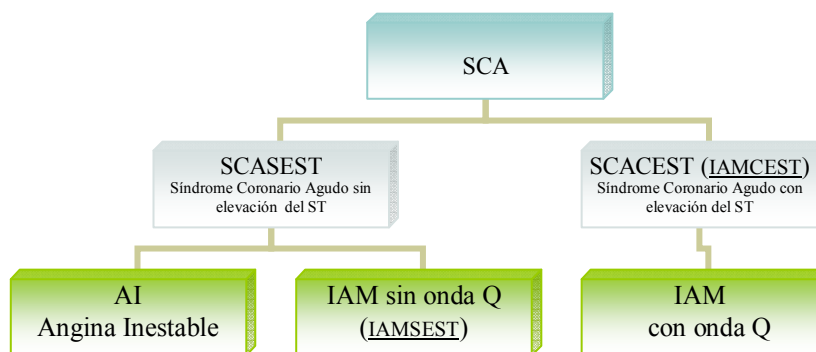 SCA
SCASEST
Síndrome Coronario Agudo sin
elevación del ST
SCACEST (IAMCEST)
Síndrome Coronario Agudo con
elevación del ST
AI
Angina Inestable
IAM sin onda Q
(IAMSEST)
IAM
con onda Q